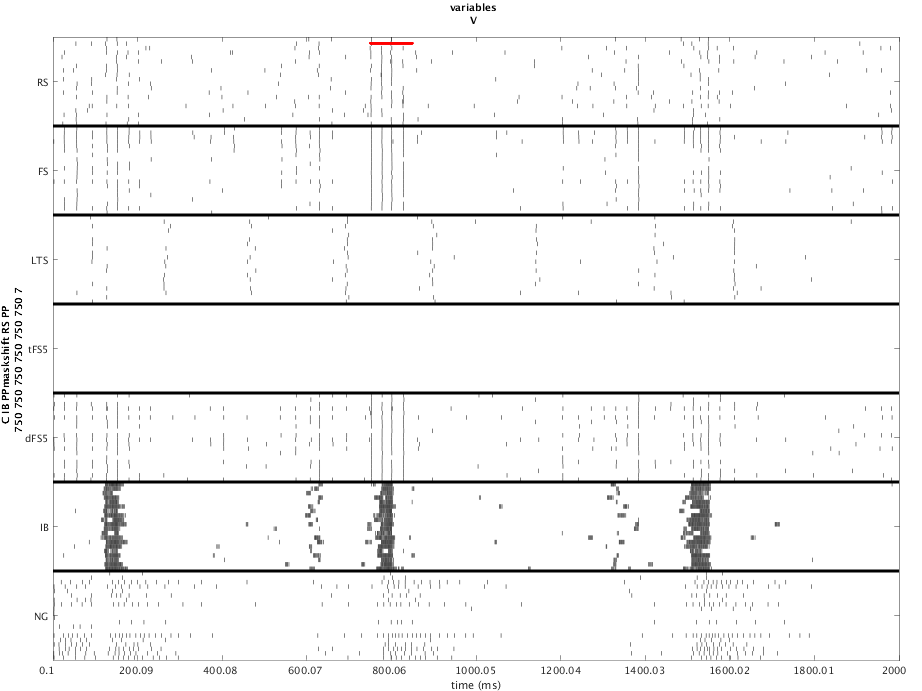 variables
V
RS
FS
LTS
tFS5
dFS5
IB
NG
C IB PPmaskshift RS PP
750 750 750 750 750 750 7
0.1 200.09 400.08 600.07 800.06 1000.05 1200.04 1400.03 1600.02 1800.01 2000
time (ms)